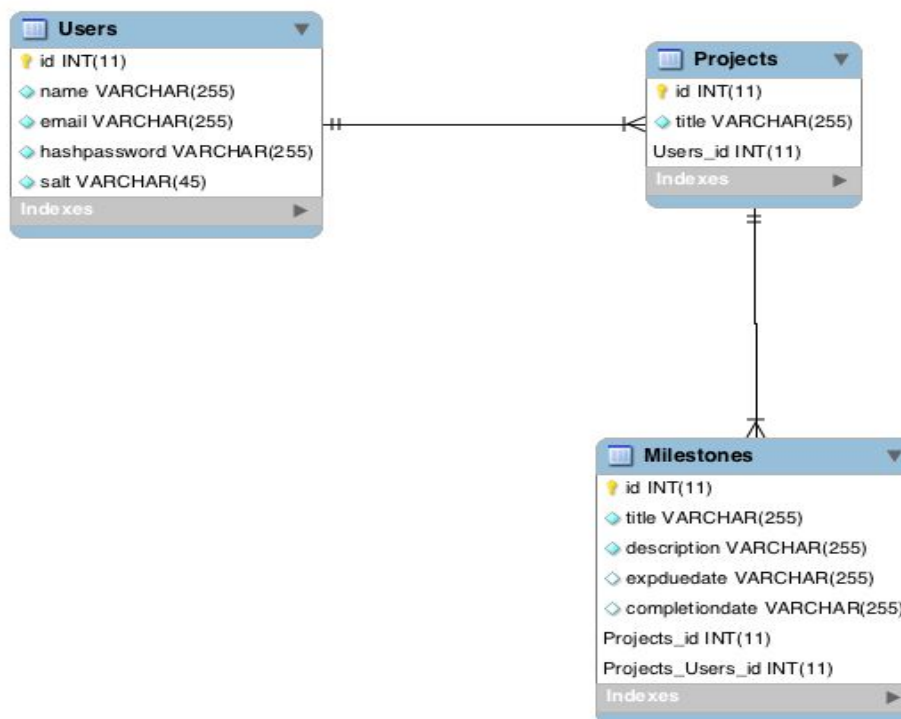 Users
id INT(11)
name VARCHAR(255)
email VARCHAR(255)
hashpassword VARCHAR(255)
salt VARCHAR(45)
Indexes
Projects
id INT(11)
title VARCHAR(255)
Users_id INT(11)
Indexes
Milestones
id INT(11)
title VARCHAR(255)
description VARCHAR(255)
expduedate VARCHAR(255)
completiondate VARCHAR(255)
Projects_id INT(11)
Projects_Users_id INT(11)
Indexes